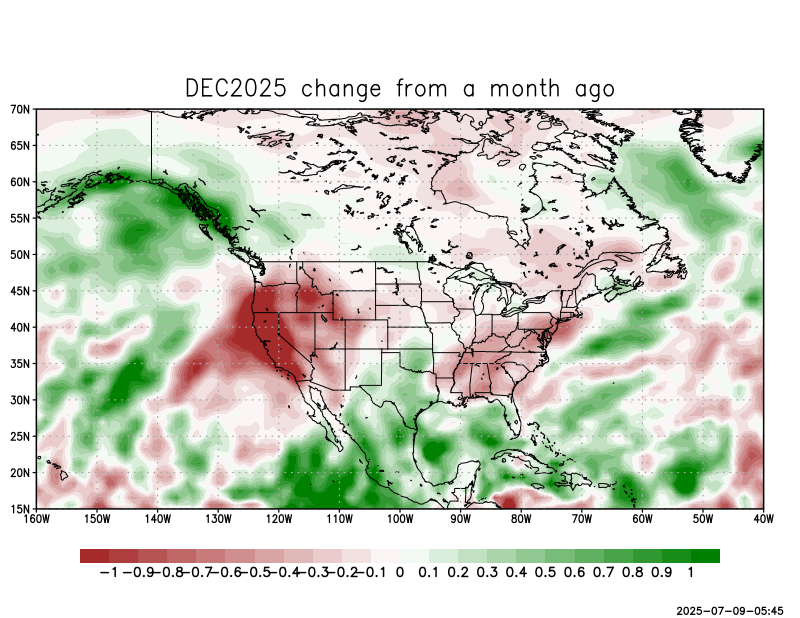 DEC2025 change from a month ago
70N
65N
60N
55N
50N
45N
40N
35N
30N
25N
20N
15N
160W 150W 140W 130W 120W 110W 100W 90W 80W 70W 60W 50W 40W
-1 -0.9 -0.8 -0.7 -0.6 -0.5 -0.4 -0.3 -0.2 -0.1 0 0.1 0.2 0.3 0.4 0.5 0.6 0.7 0.8 0.9 1
2025-07-09-05:45